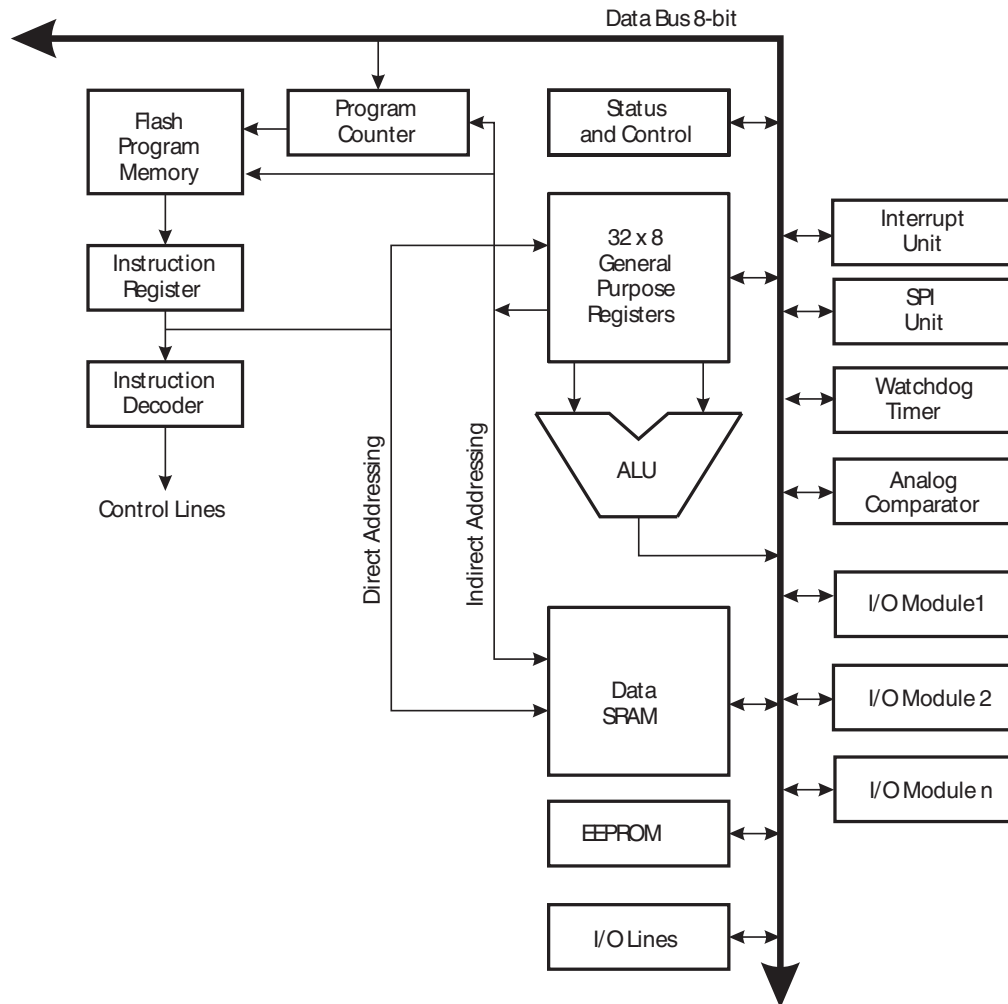 Data Bus 8-bit
Flash
Program
Memory
Program
Counter
Status
and Control
Instruction
Register
32 x 8
General
Purpose
Registers
Instruction
Decoder
Control Lines
Direct Addressing
Indirect Addressing
ALU
Data
SRAM
EEPROM
I/O Lines
Interrupt
Unit
SPI
Unit
Watchdog
Timer
Analog
Comparator
I/O Module1
I/O Module 2
I/O Module n